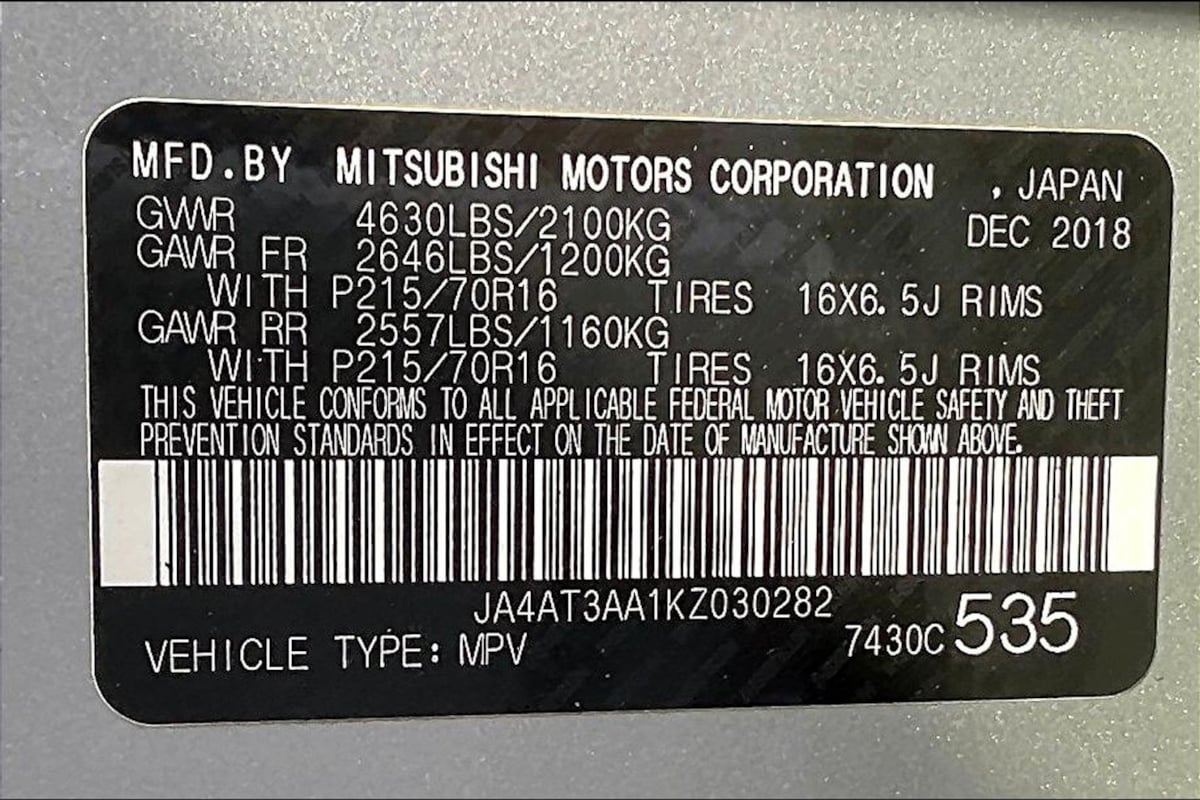 MFD.BY MITSUBISHI MOTORS CORPORATION , JAPAN
GVWR 4630LBS/2100KG DEC 2018
GAWR FR 2646LBS/1200KG
WITH P215/70R16 TIRES 16X6.5J RIMS
GAWR RR 2557LBS/1160KG
WITH P215/70R16 TIRES 16X6.5J RIMS
THIS VEHICLE CONFORMS TO ALL APPLICABLE FEDERAL MOTOR VEHICLE SAFETY AND THEFT
PREVENTION STANDARDS IN EFFECT ON THE DATE OF MANUFACTURE SHOWN ABOVE.
JA4AT3AA1KZ030282
VEHICLE TYPE: MPV 7430C 535